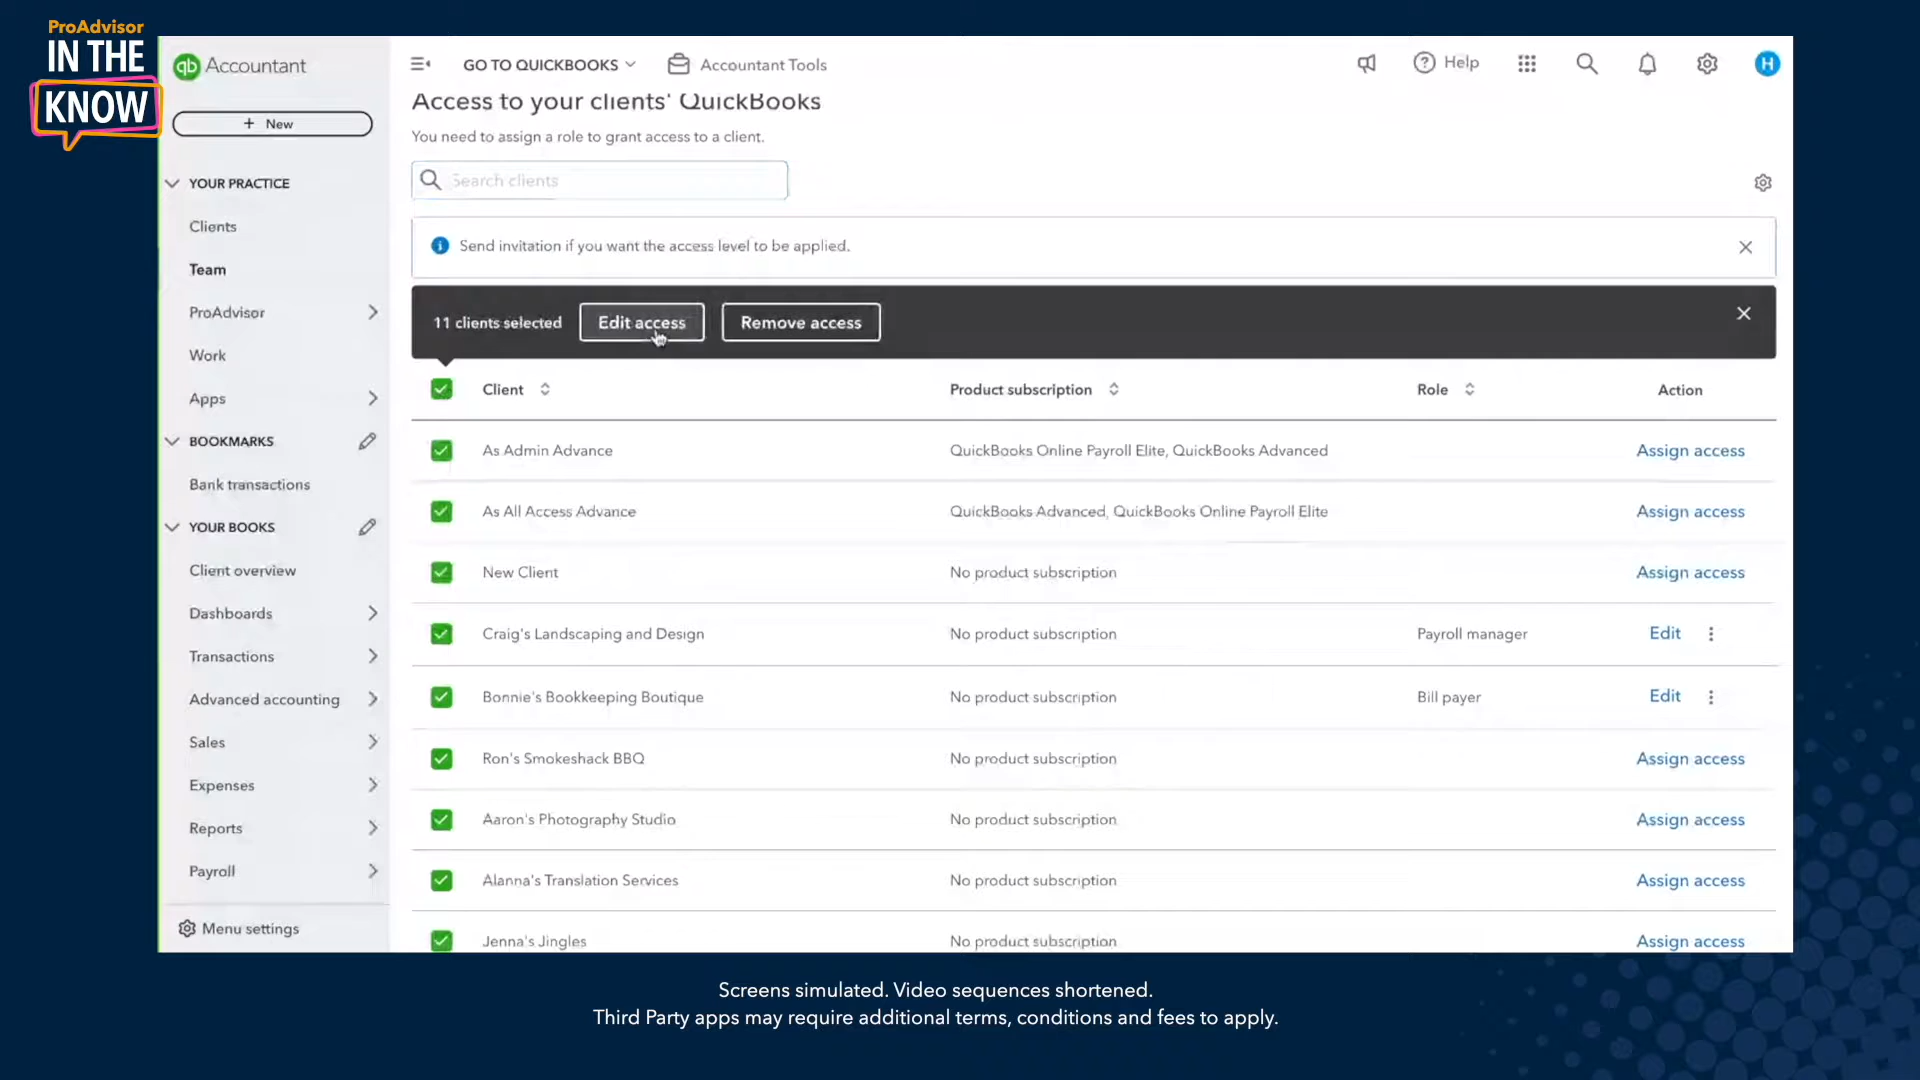 ProAdvisor
IN THE
KNOW
qb Accountant
GO TO QUICKBOOKS
Accountant Tools
Help
H
+ New
YOUR PRACTICE
Clients
Team
ProAdvisor
Work
Apps
BOOKMARKS
Bank transactions
YOUR BOOKS
Client overview
Dashboards
Transactions
Advanced accounting
Sales
Expenses
Reports
Payroll
Menu settings
Access to your clients' QuickBooks
You need to assign a role to grant access to a client.
Search clients
Send invitation if you want the access level to be applied.
11 clients selected Edit access Remove access
Client Product subscription Role Action
As Admin Advance QuickBooks Online Payroll Elite, QuickBooks Advanced Assign access
As All Access Advance QuickBooks Advanced, QuickBooks Online Payroll Elite Assign access
New Client No product subscription Assign access
Craig's Landscaping and Design No product subscription Payroll manager Edit
Bonnie's Bookkeeping Boutique No product subscription Bill payer Edit
Ron's Smokeshack BBQ No product subscription Assign access
Aaron's Photography Studio No product subscription Assign access
Alanna's Translation Services No product subscription Assign access
Jenna's Jingles No product subscription Assign access
Screens simulated. Video sequences shortened.
Third Party apps may require additional terms, conditions and fees to apply.